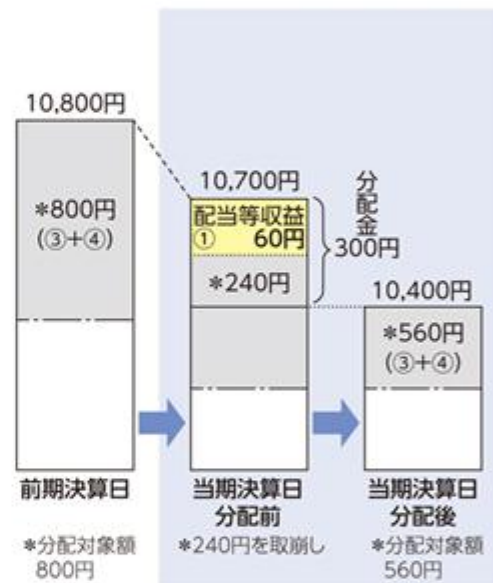 10,800円
*800円
(③+④)
前期決算日
*分配対象額
800円
10,700円
配当等収益
① 60円
*240円
分配金
300円
当期決算日
分配前
*240円を取崩し
10,400円
*560円
(③+④)
当期決算日
分配後
*分配対象額
560円